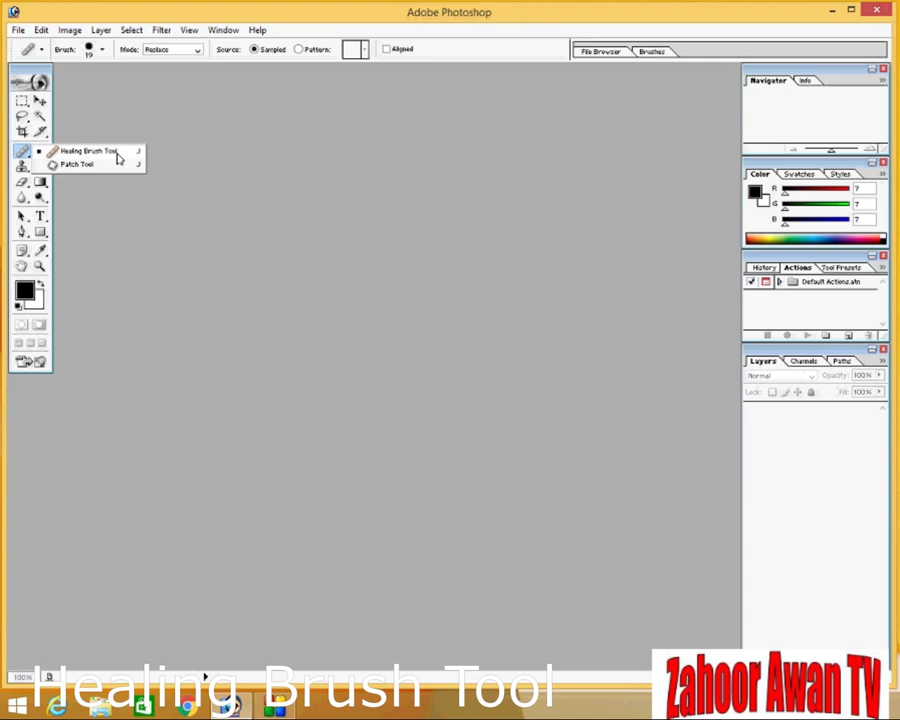 Adobe Photoshop
File Edit Image Layer Select Filter View Window Help
Brush: 19 Mode: Replace Source: Sampled Pattern: Aligned File Browser Brushes
Navigator Info
Healing Brush Tool J
Patch Tool J
Color Swatches Styles
R ?
G ?
B ?
History Actions Tool Presets
Default Actions.atn
Layers Channels Paths
Normal Opacity: 100%
Lock: Fill: 100%
100%
Healing Brush Tool
Zahoor Awan TV